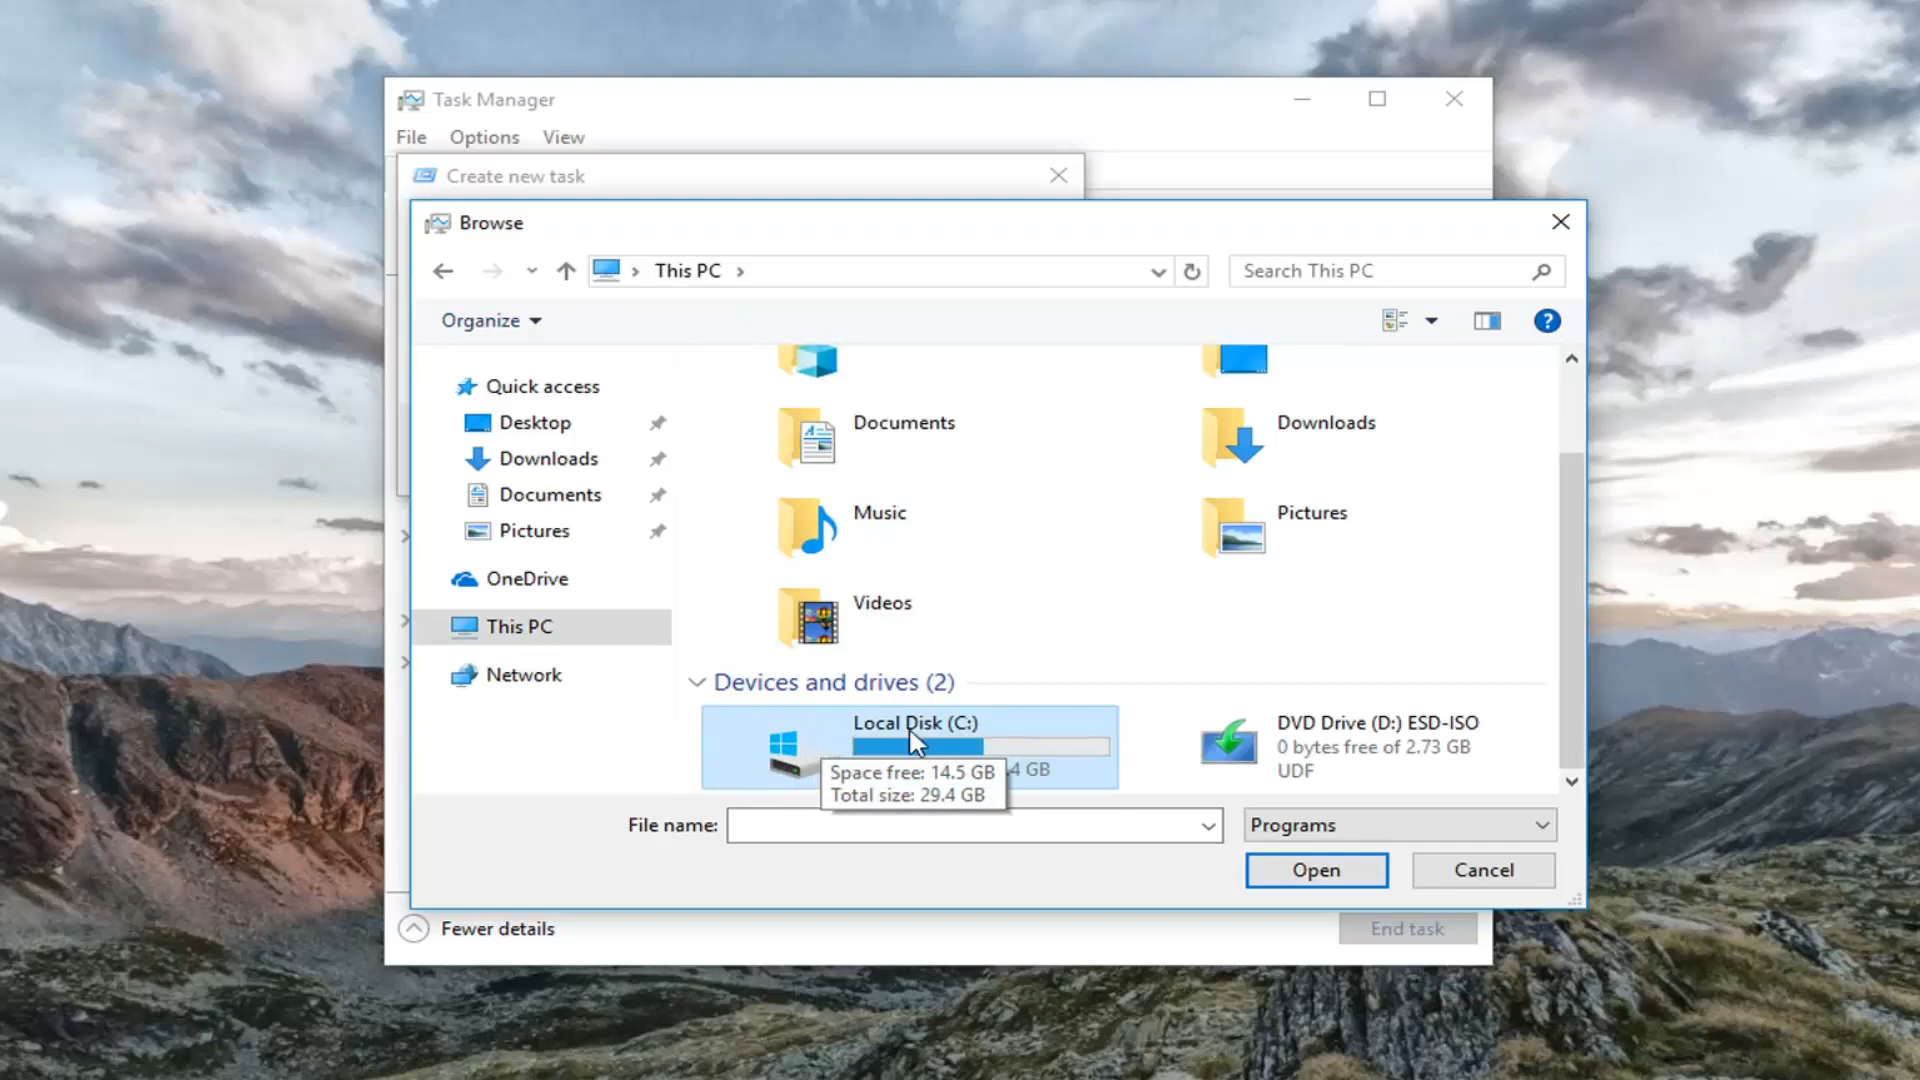 Task Manager
File Options View
Create new task
Browse
This PC
Search This PC
Organize
Quick access
Desktop
Downloads
Documents
Pictures
OneDrive
This PC
Network
Documents
Downloads
Music
Pictures
Videos
Devices and drives (2)
Local Disk (C:)
.4 GB
Space free: 14.5 GB
Total size: 29.4 GB
DVD Drive (D:) ESD-ISO
0 bytes free of 2.73 GB
UDF
File name:
Programs
Open
Cancel
Fewer details
End task